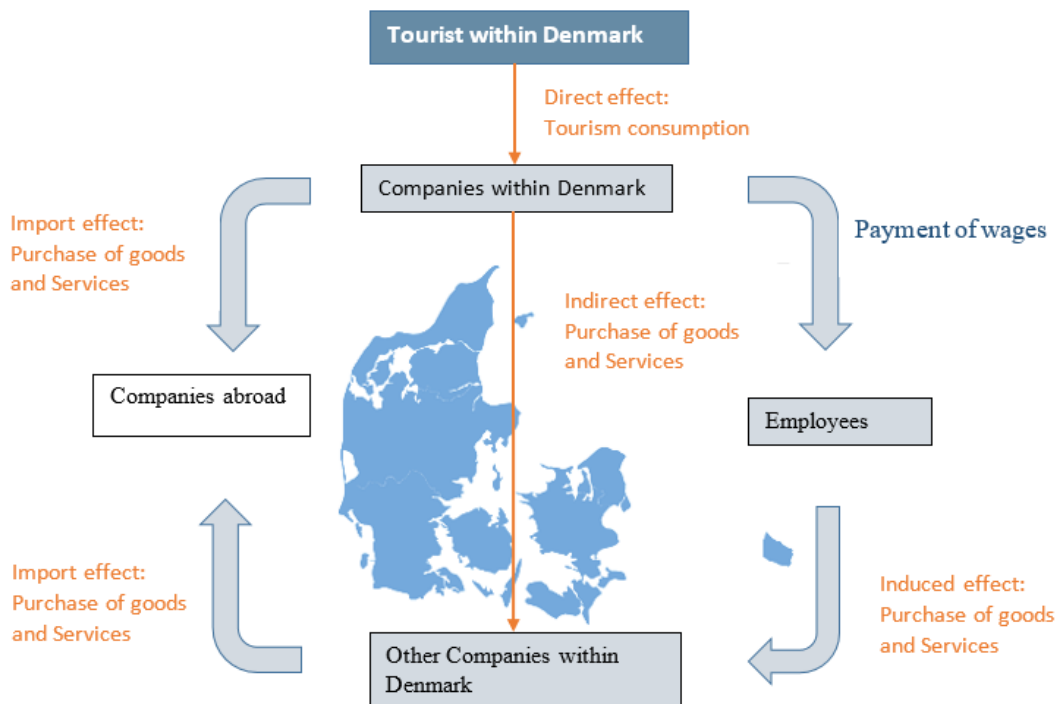 Tourist within Denmark
Direct effect:
Tourism consumption
Companies within Denmark
Import effect:
Purchase of goods
and Services
Payment of wages
Indirect effect:
Purchase of goods
and Services
Companies abroad
Employees
Import effect:
Purchase of goods
and Services
Induced effect:
Purchase of goods
and Services
Other Companies within
Denmark